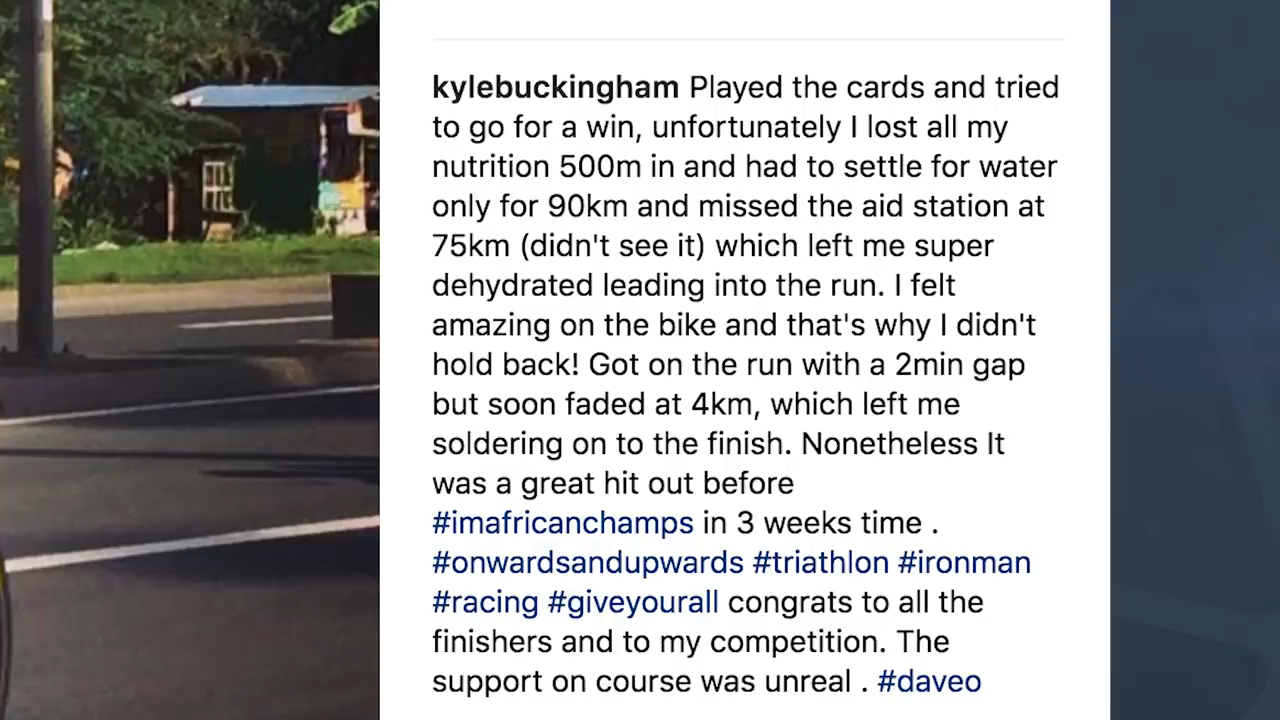 kylebuckingham Played the cards and tried
to go for a win, unfortunately I lost all my
nutrition 500m in and had to settle for water
only for 90km and missed the aid station at
75km (didn't see it) which left me super
dehydrated leading into the run. I felt
amazing on the bike and that's why I didn't
hold back! Got on the run with a 2min gap
but soon faded at 4km, which left me
soldering on to the finish. Nonetheless It
was a great hit out before
#imafricanchamps in 3 weeks time .
#onwardsandupwards #triathlon #ironman
#racing #giveyourall congrats to all the
finishers and to my competition. The
support on course was unreal . #daveo